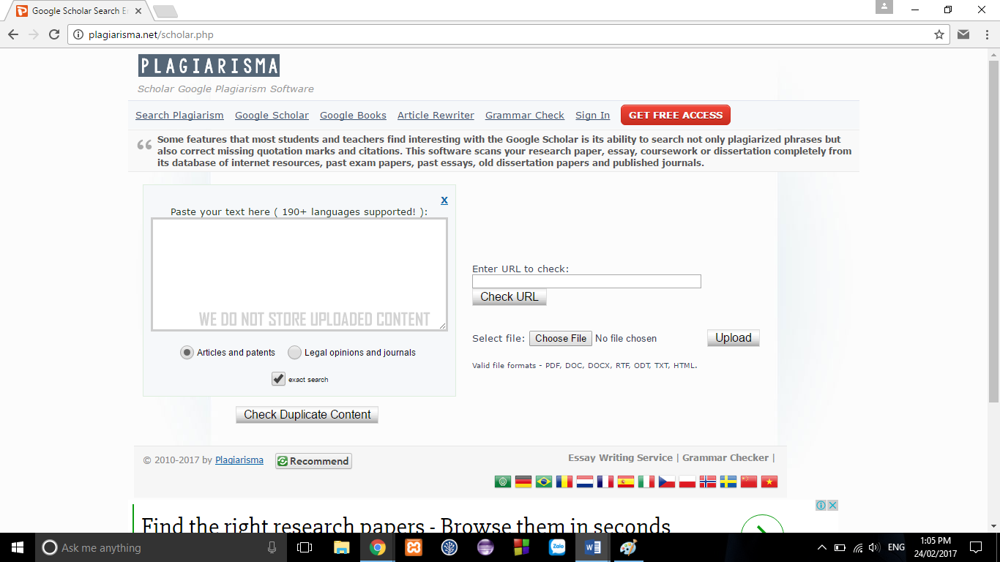 Google Scholar Search En
plagiarisma.net/scholar.php
PLAGIARISMA
Scholar Google Plagiarism Software
Search Plagiarism Google Scholar Google Books Article Rewriter Grammar Check Sign In GET FREE ACCESS
Some features that most students and teachers find interesting with the Google Scholar is its ability to search not only plagiarized phrases but
also correct missing quotation marks and citations. This software scans your research paper, essay, coursework or dissertation completely from
its database of internet resources, past exam papers, past essays, old dissertation papers and published journals.
X
Paste your text here ( 190+ languages supported! ):
WE DO NOT STORE UPLOADED CONTENT
Articles and patents Legal opinions and journals
exact search
Check Duplicate Content
Enter URL to check:
Check URL
Select file: Choose File No file chosen Upload
Valid file formats - PDF, DOC, DOCX, RTF, ODT, TXT, HTML.
© 2010-2017 by Plagiarisma Recommend Essay Writing Service | Grammar Checker |
Find the right research papers - Browse them in seconds
Ask me anything
Zalo
ENG
1:05 PM
24/02/2017